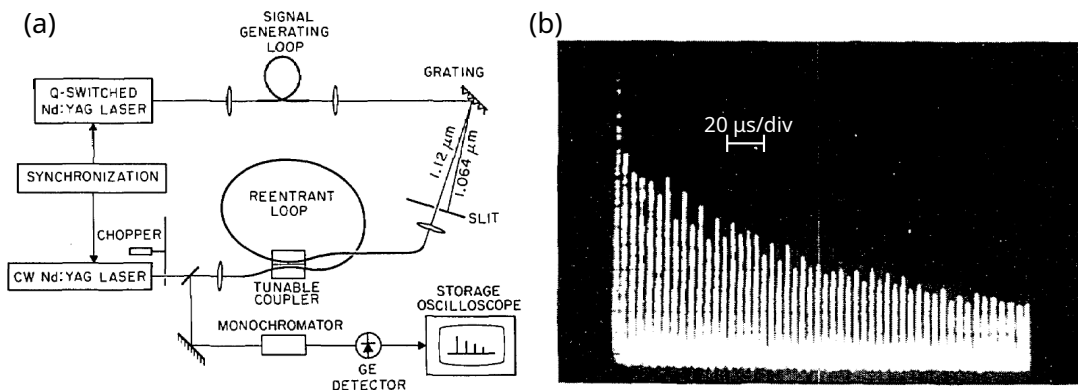 (a)
SIGNAL
GENERATING
LOOP
GRATING
Q-SWITCHED
Nd:YAG LASER
1.12 μm
1.064 μm
SYNCHRONIZATION
REENTRANT
LOOP
SLIT
CHOPPER
CW Nd:YAG LASER
TUNABLE
COUPLER
STORAGE
OSCILLOSCOPE
MONOCHROMATOR
GE
DETECTOR
(b)
20 μs/div